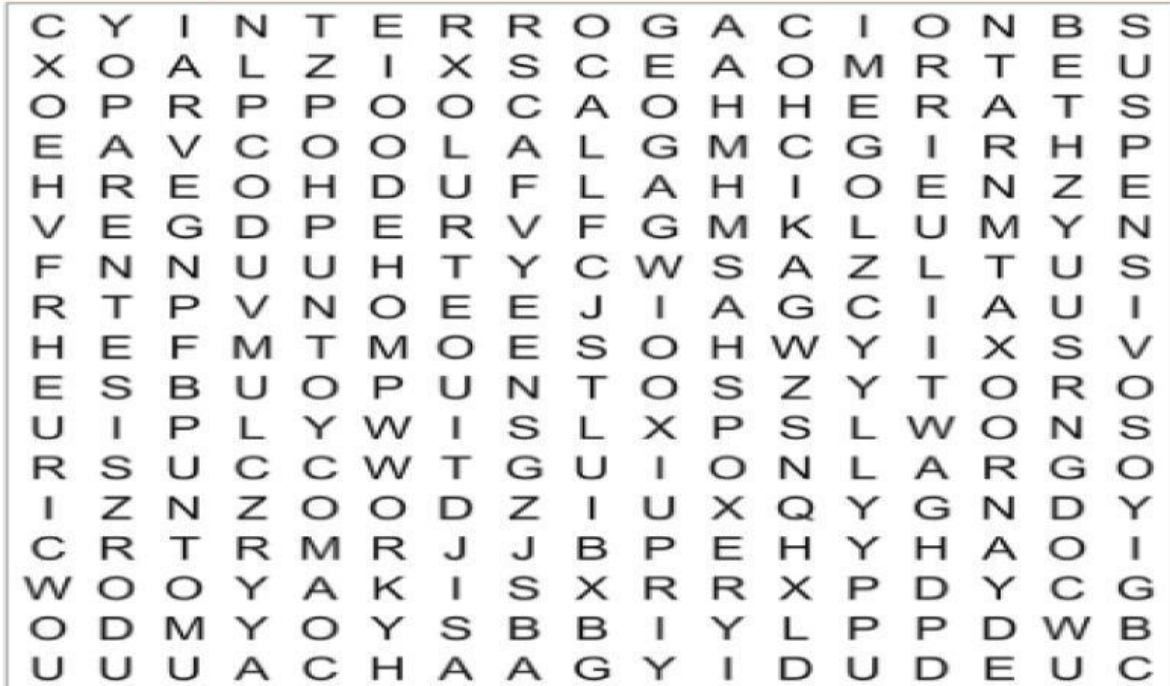 C Y I N T E R R O G A C I O N B S
X O A L Z I X S C E A O M R T E U
O P R P P O O C A O H H E R A T S
E A V C O O L A L G M C G I R H P
H R E O H D U F L A H I O E N Z E
V E G D P E R V F G M K L U M Y N
F N N U U H T Y C W S A Z L T U S
R T P V N O E E J I A G C I A U I
H E F M T M O E S O H W Y I X S V
E S B U O P U N T O S Z Y T O R O
U I P L Y W I S L X P S L W O N S
R S U C C W T G U I O N L A R G O
I Z N Z O O D Z I U X Q Y G N D Y
C R T R M R J J B P E H Y H A O I
W O O Y A K I S X R R X P D Y C G
O D M Y O Y S B B I Y L P P D W B
U U U A C H A A G Y I D U D E U C